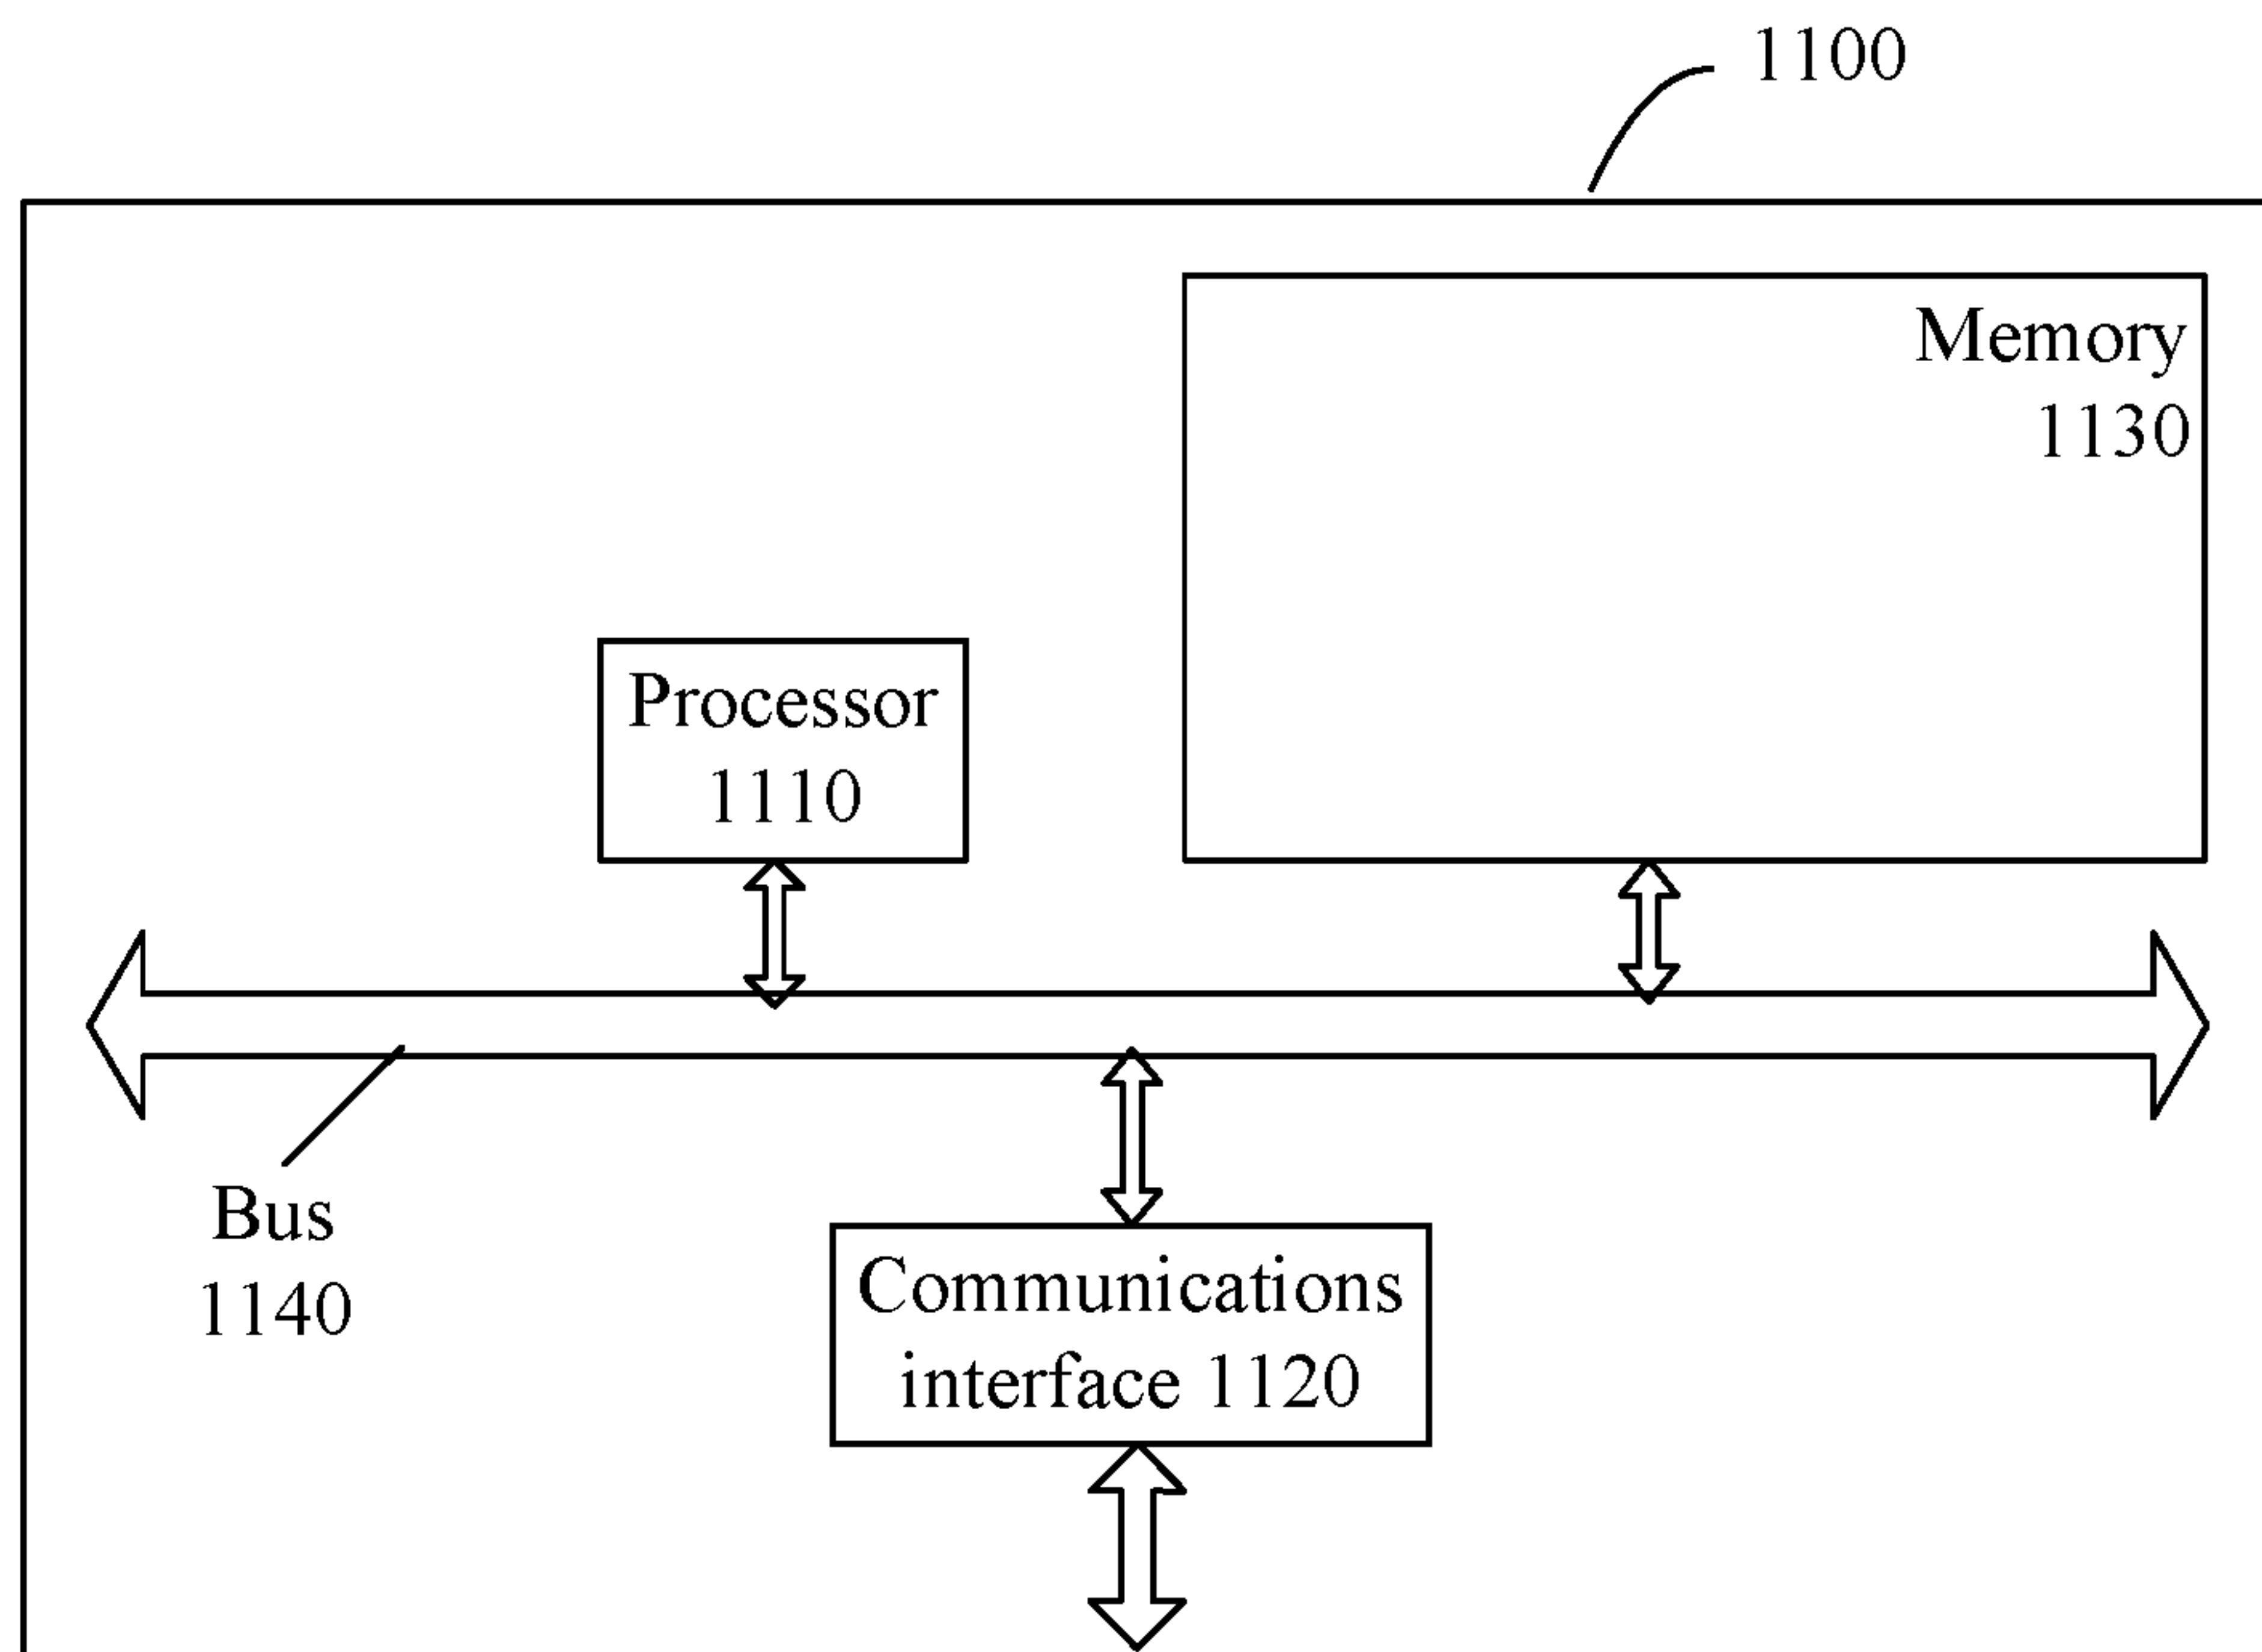 1100
Memory
1130
Processor
1110
Bus
1140
Communications
interface 1120